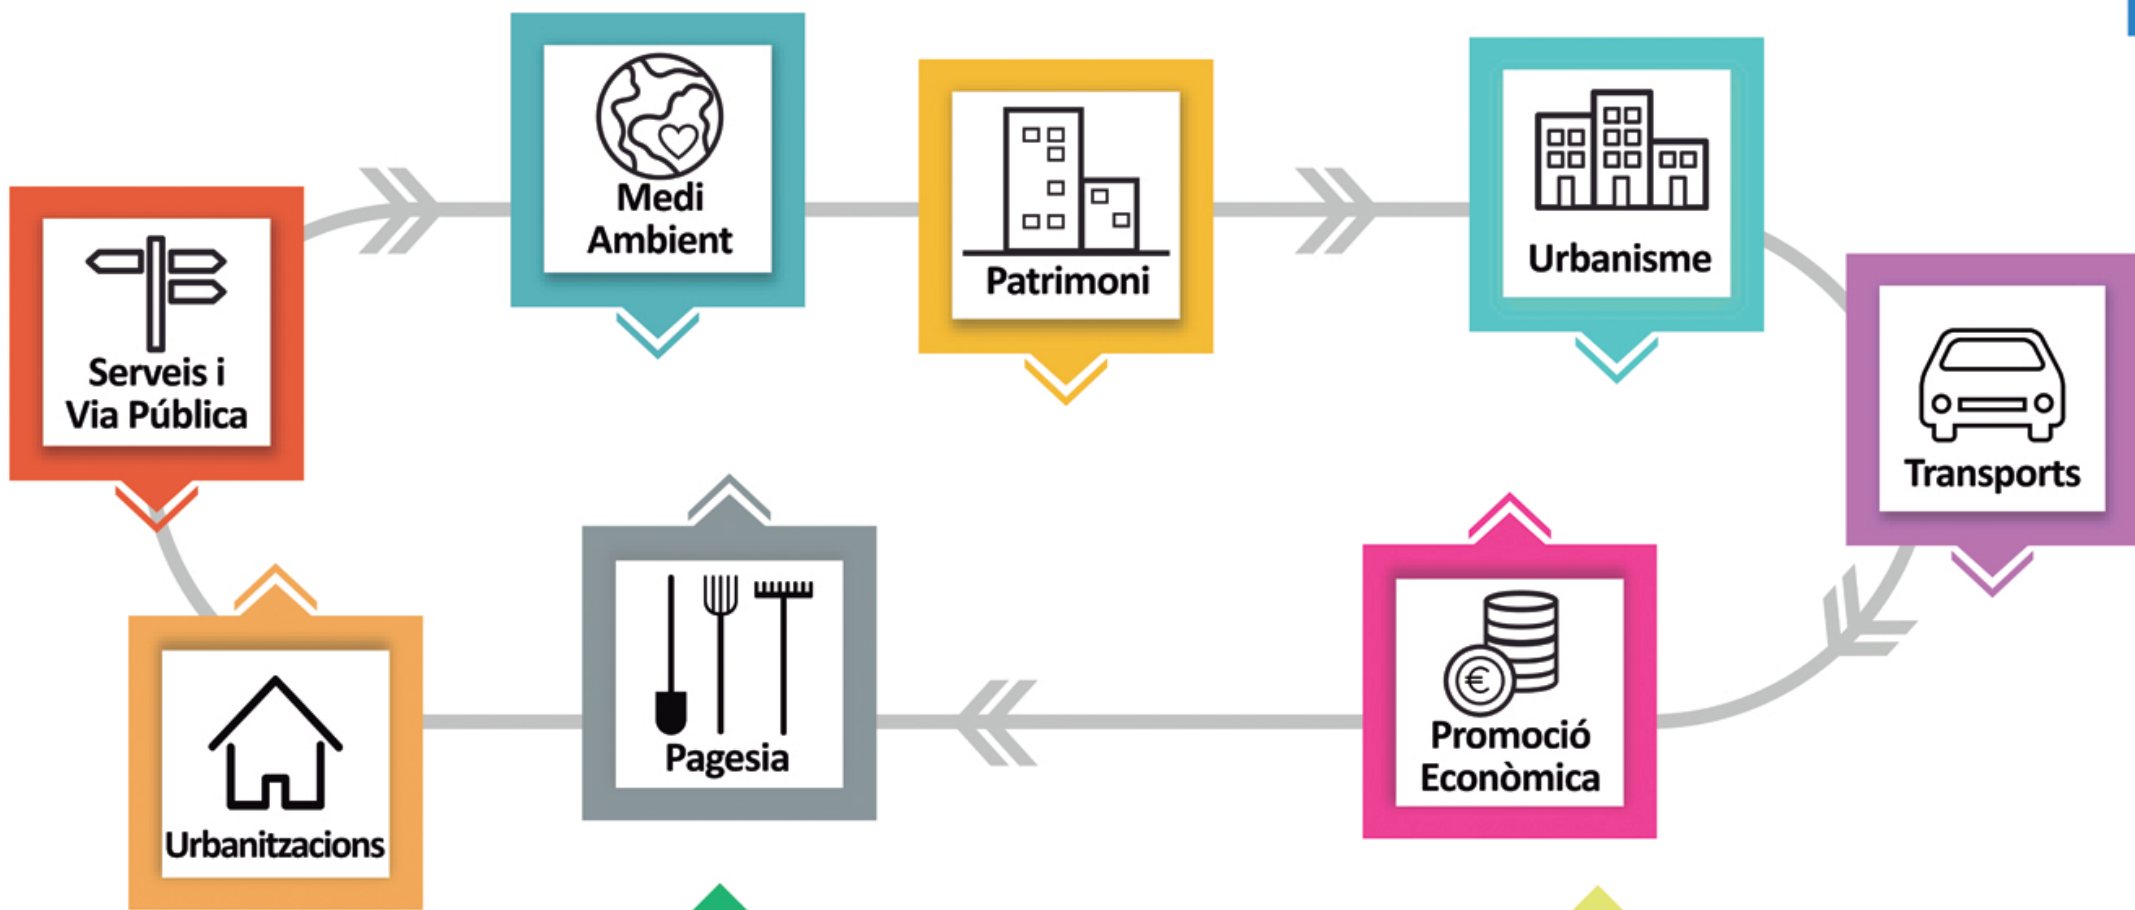 Medi
Ambient
Patrimoni
Urbanisme
Serveis i
Via Pública
Transports
Pagesia
€
Promoció
Econòmica
Urbanitzacions